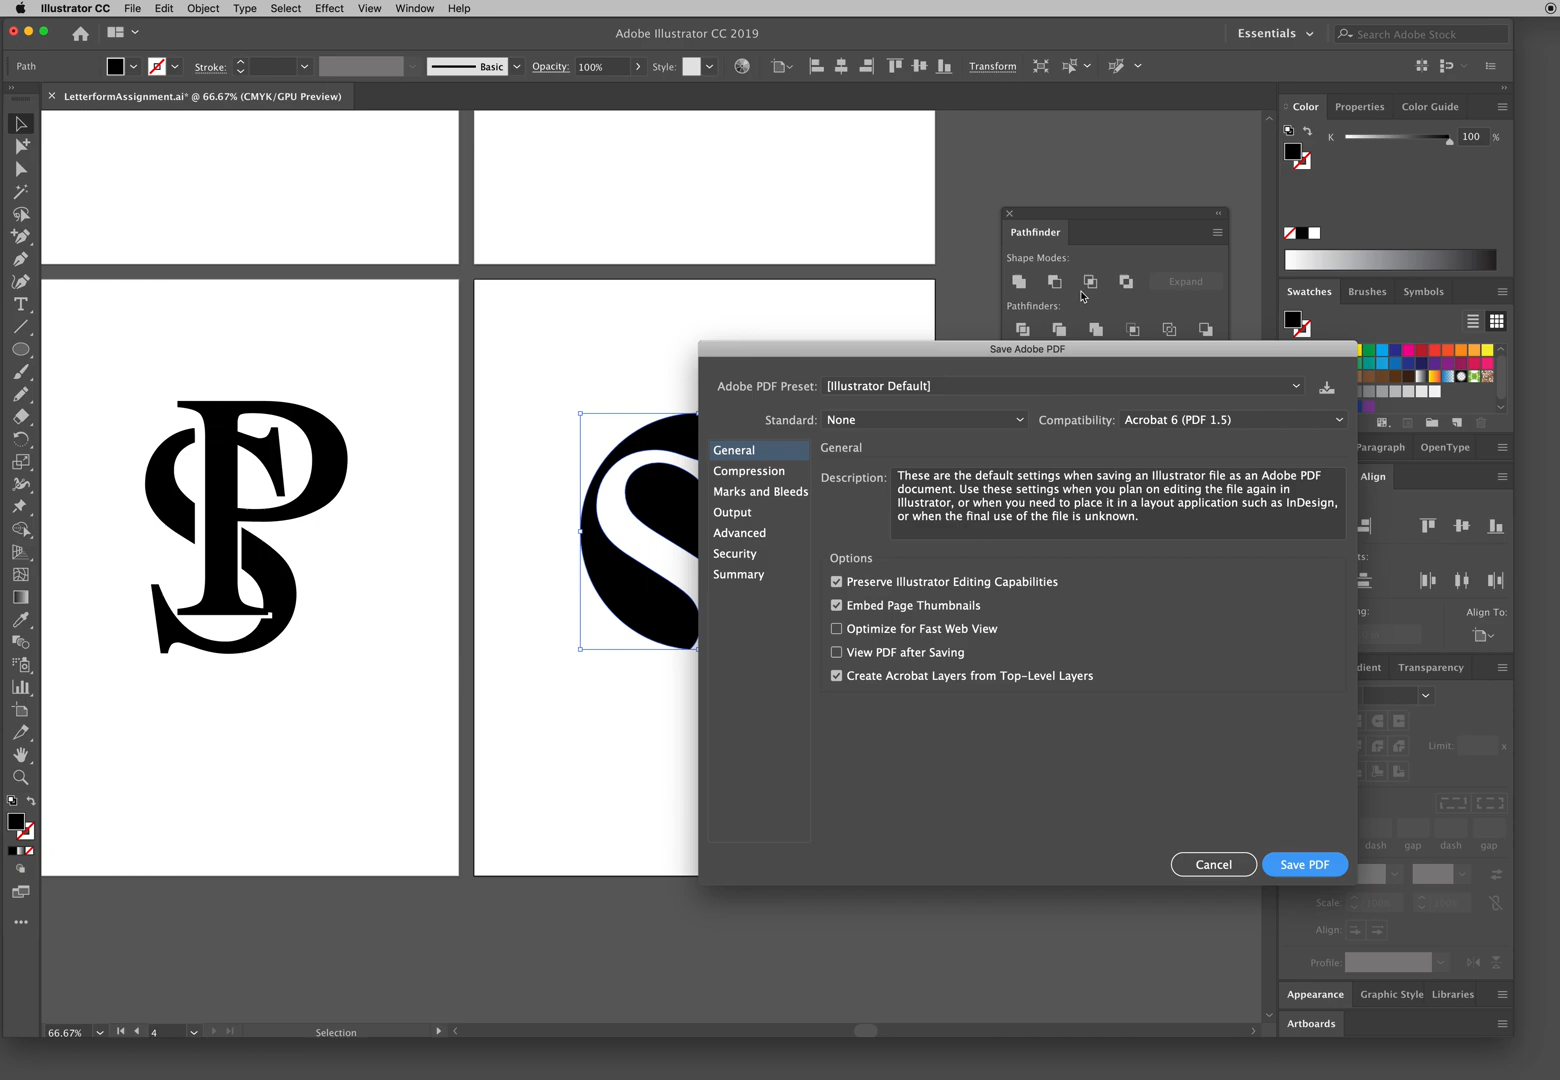 Illustrator CC File Edit Object Type Select Effect View Window Help
Adobe Illustrator CC 2019
Essentials
Search Adobe Stock
Path
Stroke:
Basic
Opacity: 100%
Style:
Transform
LetterformAssignment.ai* @ 66.67% (CMYK/GPU Preview)
Color Properties Color Guide
K 100 %
Pathfinder
Shape Modes:
Expand
Pathfinders:
Swatches Brushes Symbols
Save Adobe PDF
Adobe PDF Preset: [Illustrator Default]
Standard: None
Compatibility: Acrobat 6 (PDF 1.5)
General
Compression
Marks and Bleeds
Output
Advanced
Security
Summary
General
Description:
These are the default settings when saving an Illustrator file as an Adobe PDF
document. Use these settings when you plan on editing the file again in
Illustrator, or when you need to place it in a layout application such as InDesign,
or when the final use of the file is unknown.
Options
Preserve Illustrator Editing Capabilities
Embed Page Thumbnails
Optimize for Fast Web View
View PDF after Saving
Create Acrobat Layers from Top-Level Layers
Cancel
Save PDF
Paragraph OpenType
Align
ts:
ng: Align To:
0 in
dient Transparency
Limit: x
dash gap dash gap
Scale: 100% 100%
Align:
Profile:
Appearance Graphic Style Libraries
Artboards
PS
S
66.67% 4 Selection